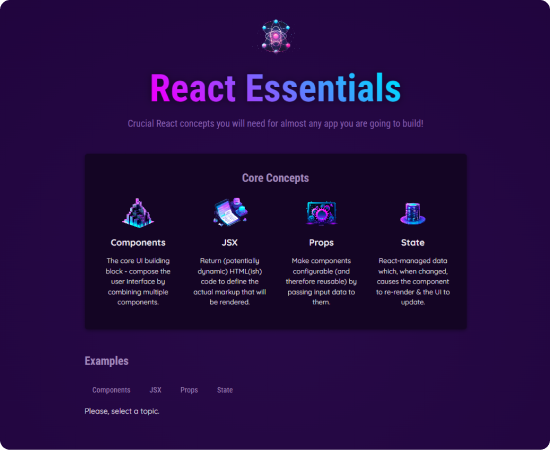 React Essentials
Crucial React concepts you will need for almost any app you are going to build!
Core Concepts
Components
The core UI building
block - compose the
user interface by
combining multiple
components.
JSX
Return (potentially
dynamic) HTML(ish)
code to define the
actual markup that will
be rendered.
Props
Make components
configurable (and
therefore reusable) by
passing input data to
them.
State
React-managed data
which, when changed,
causes the component
to re-render & the UI to
update.
Examples
Components JSX Props State
Please, select a topic.